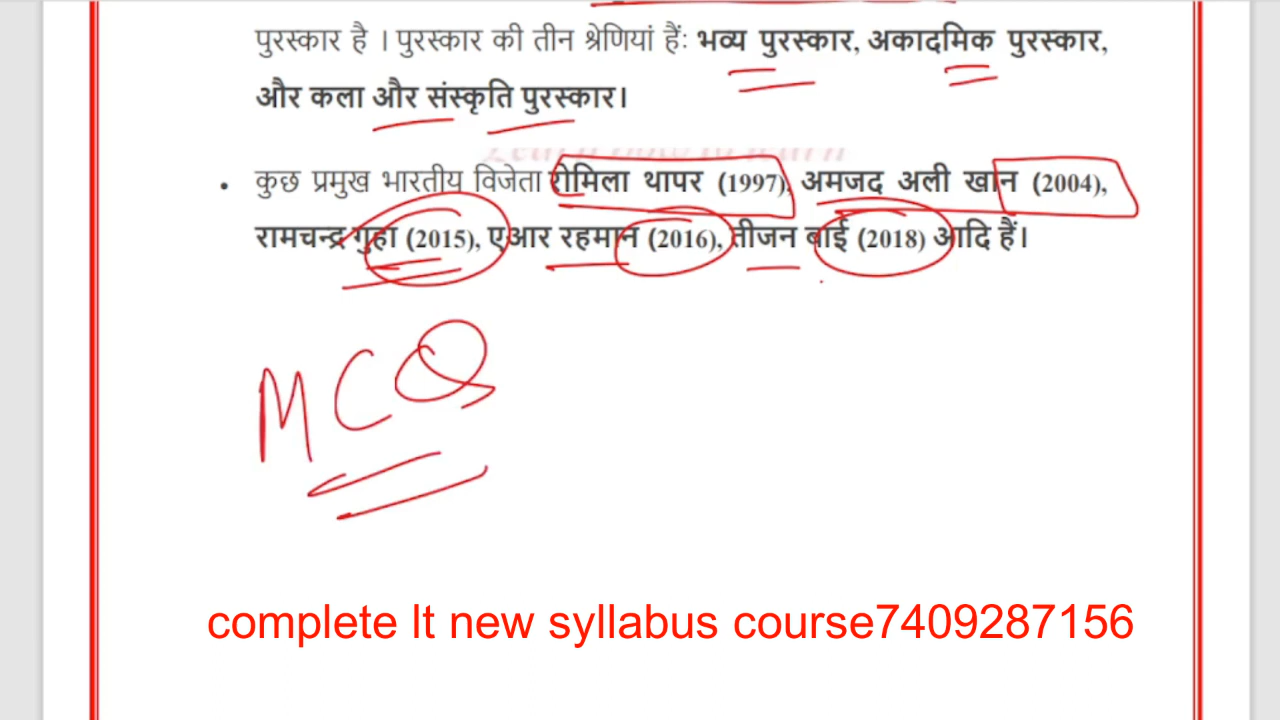 पुरस्कार है । पुरस्कार की तीन श्रेणियां हैंः भव्य पुरस्कार, अकादमिक पुरस्कार,
और कला और संस्कृति पुरस्कार।
• कुछ प्रमुख भारतीय विजेता रोमिला थापर (1997), अमजद अली खान (2004),
रामचन्द्र गुहा (2015), एआर रहमान (2016), तीजन बाई (2018) आदि हैं।
MCQ
complete lt new syllabus course7409287156